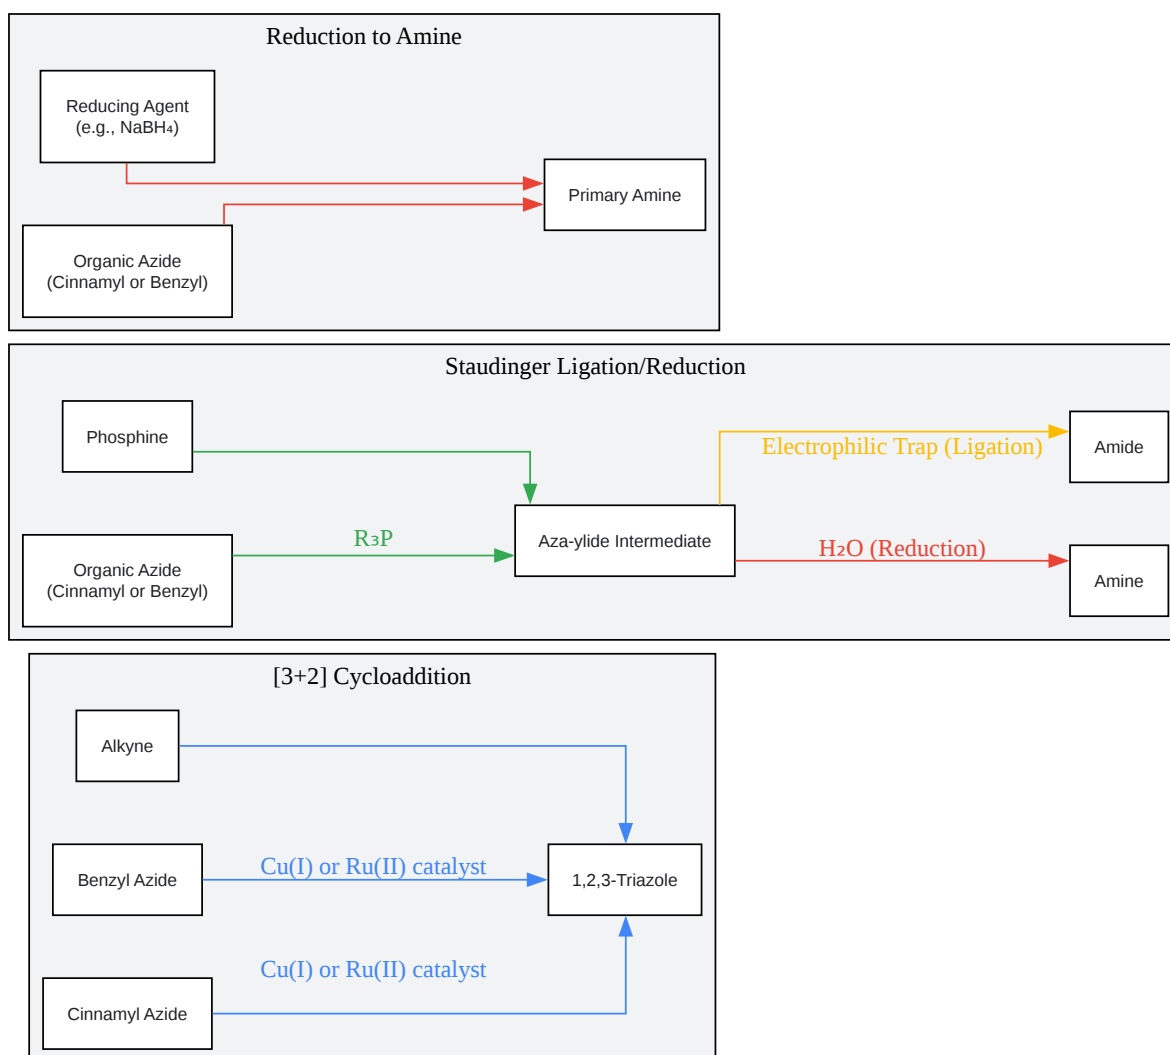 Reduction to Amine
Reducing Agent
(e.g., NaBH₄)
Primary Amine
Organic Azide
(Cinnamyl or Benzyl)
Staudinger Ligation/Reduction
Phosphine
Electrophilic Trap (Ligation)
Amide
R₃P
Aza-ylide Intermediate
H₂O (Reduction)
Organic Azide
(Cinnamyl or Benzyl)
Amine
[3+2] Cycloaddition
Alkyne
Benzyl Azide
Cu(I) or Ru(II) catalyst
1,2,3-Triazole
Cu(I) or Ru(II) catalyst
Cinnamyl Azide